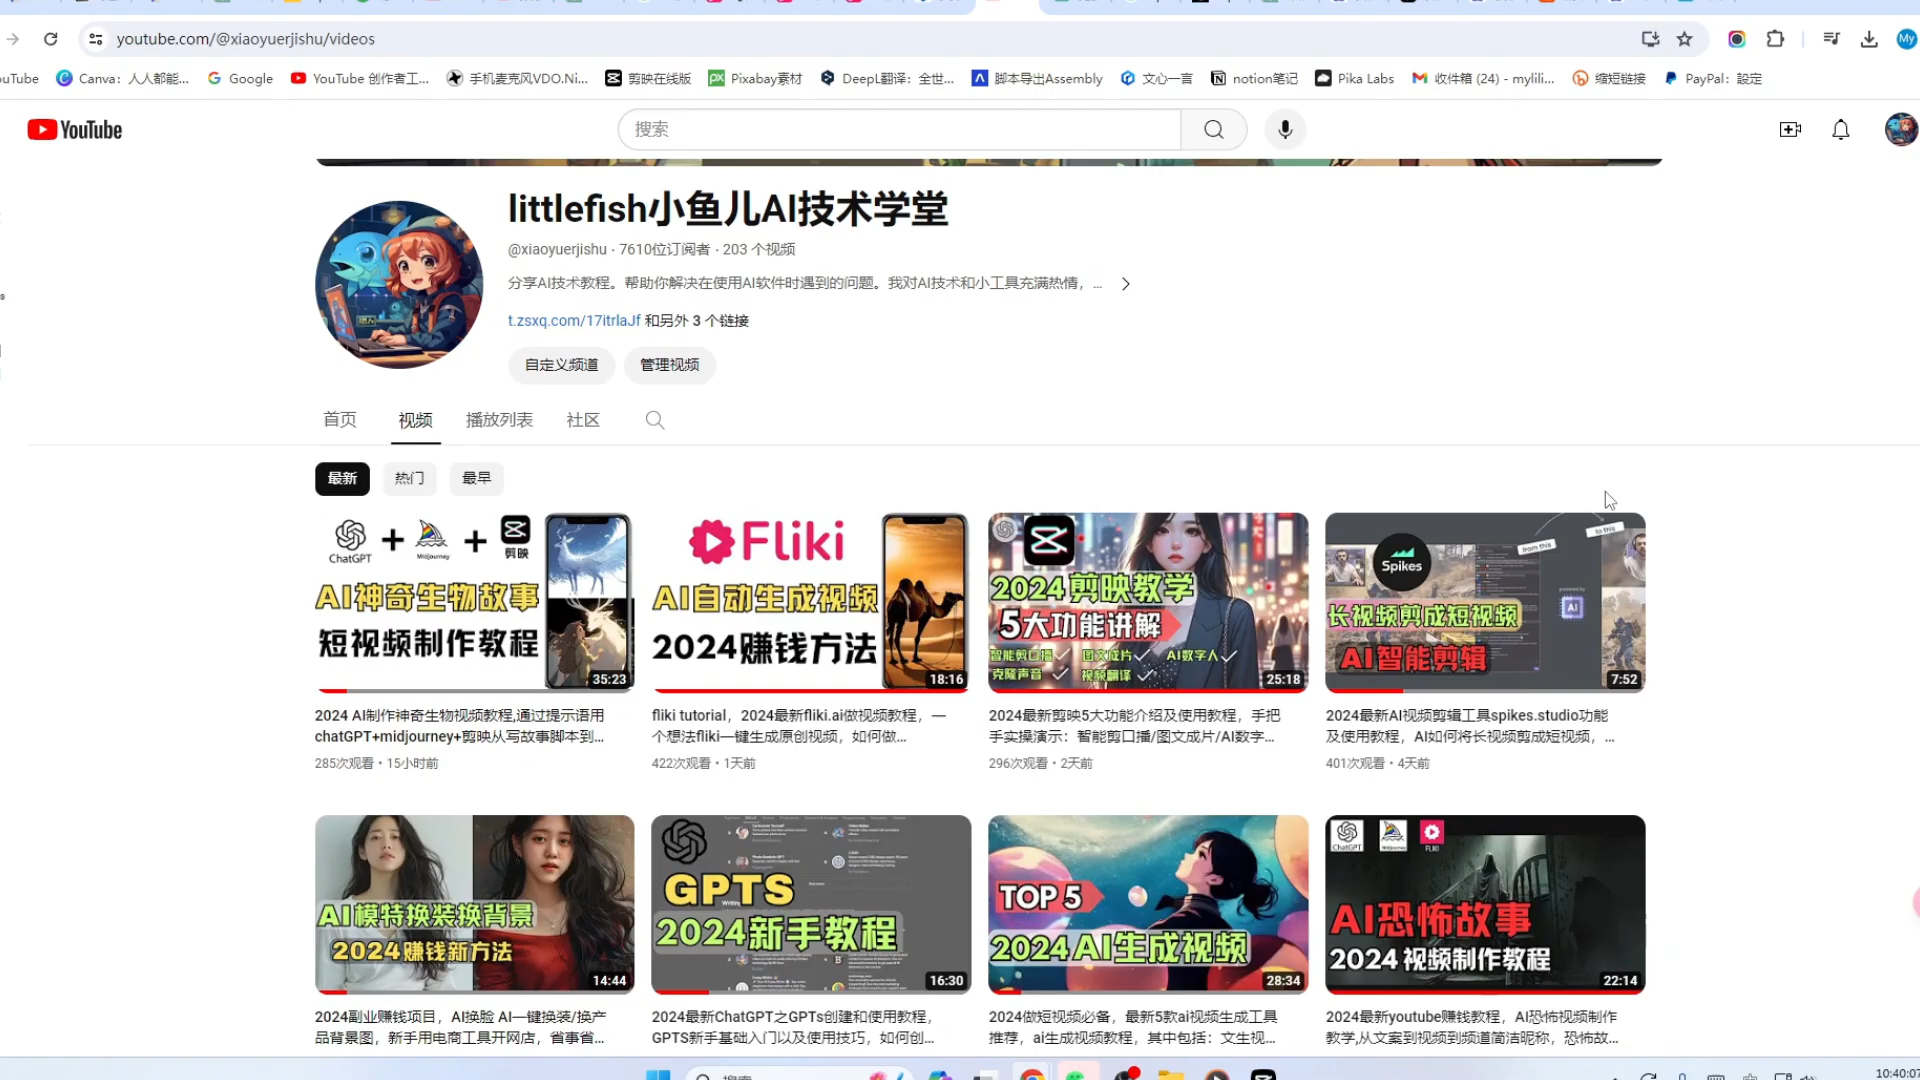 youtube.com/@xiaoyuerjishu/videos
My
uTube
Canva：人人都能...
Google
YouTube 创作者工...
手机麦克风VDO.Ni...
剪映在线版
Pixabay素材
DeepL翻译：全世...
脚本导出Assembly
文心一言
notion笔记
Pika Labs
收件箱 (24) - mylili...
缩短链接
PayPal：設定
YouTube
搜索
littlefish小鱼儿AI技术学堂
@xiaoyuerjishu · 7610位订阅者 · 203 个视频
分享AI技术教程。帮助你解决在使用AI软件时遇到的问题。我对AI技术和小工具充满热情，...
t.zsxq.com/17itrlaJf 和另外 3 个链接
自定义频道
管理视频
首页
视频
播放列表
社区
最新
热门
最早
ChatGPT
Midjourney
剪映
AI神奇生物故事
短视频制作教程
35:23
Fliki
AI自动生成视频
2024赚钱方法
18:16
2024剪映教学
5大功能讲解
智能剪口播 图文成片 AI数字人
克隆声音 视频翻译
25:18
from this
to this
Spikes
powered by
AI
长视频剪成短视频
AI智能剪辑
7:52
2024 AI制作神奇生物视频教程,通过提示语用
chatGPT+midjourney+剪映从写故事脚本到...
285次观看 • 15小时前
fliki tutorial，2024最新fliki.ai做视频教程，一
个想法fliki一键生成原创视频，如何做...
422次观看 • 1天前
2024最新剪映5大功能介绍及使用教程，手把
手实操演示：智能剪口播/图文成片/AI数字...
296次观看 • 2天前
2024最新AI视频剪辑工具spikes.studio功能
及使用教程，AI如何将长视频剪成短视频，...
401次观看 • 4天前
AI模特换装换背景
2024赚钱新方法
14:44
GPTS
2024新手教程
16:30
TOP 5
2024AI生成视频
28:34
ChatGPT
Midjourney
FLIKI
AI恐怖故事
2024 视频制作教程
22:14
2024副业赚钱项目，AI换脸 AI一键换装/换产
品背景图，新手用电商工具开网店，省事省...
2024最新ChatGPT之GPTs创建和使用教程，
GPTS新手基础入门以及使用技巧，如何创...
2024做短视频必备，最新5款ai视频生成工具
推荐，ai生成视频教程，其中包括：文生视...
2024最新youtube赚钱教程，AI恐怖视频制作
教学,从文案到视频到频道简洁昵称，恐怖故...
搜索
10:40:07